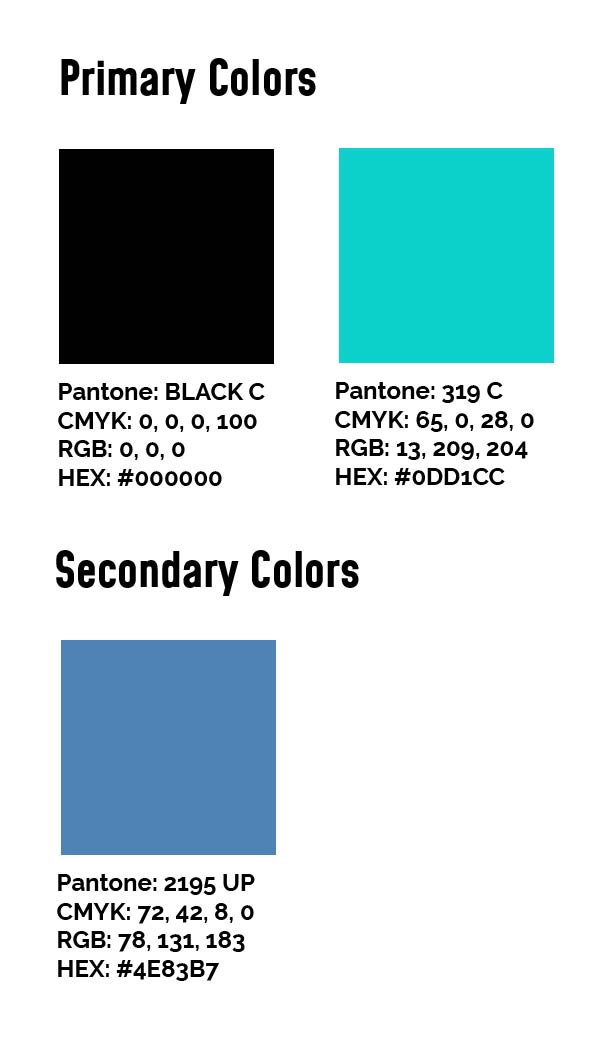 Primary Colors
Pantone: BLACK C
CMYK: 0, 0, 0, 100
RGB: 0, 0, 0
HEX: #000000
Pantone: 319 C
CMYK: 65, 0, 28, 0
RGB: 13, 209, 204
HEX: #0DD1CC
Secondary Colors
Pantone: 2195 UP
CMYK: 72, 42, 8, 0
RGB: 78, 131, 183
HEX: #4E83B7